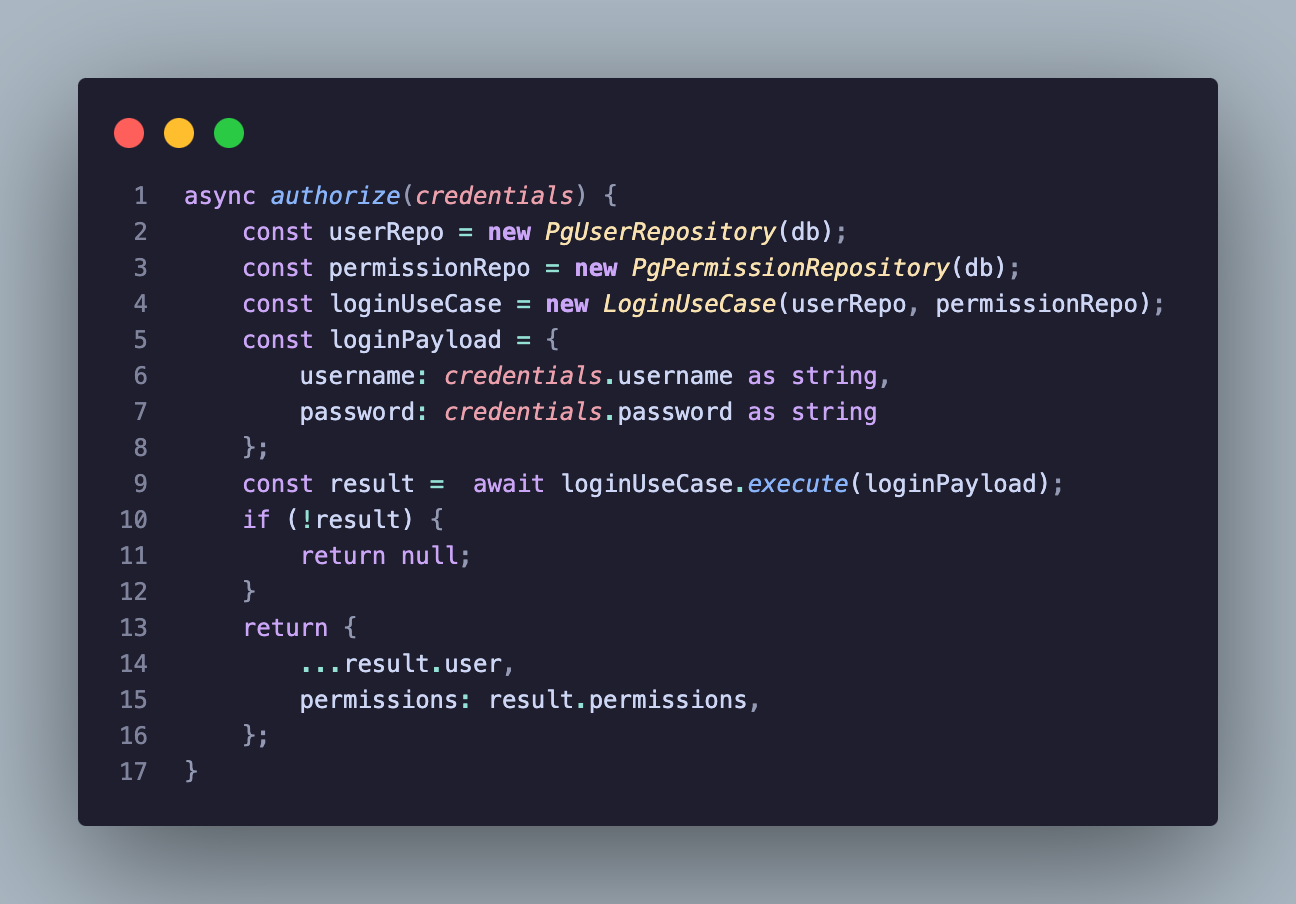 1 async authorize(credentials) {
2     const userRepo = new PgUserRepository(db);
3     const permissionRepo = new PgPermissionRepository(db);
4     const loginUseCase = new LoginUseCase(userRepo, permissionRepo);
5     const loginPayload = {
6         username: credentials.username as string,
7         password: credentials.password as string
8     };
9     const result =  await loginUseCase.execute(loginPayload);
10     if (!result) {
11         return null;
12     }
13     return {
14         ...result.user,
15         permissions: result.permissions,
16     };
17 }